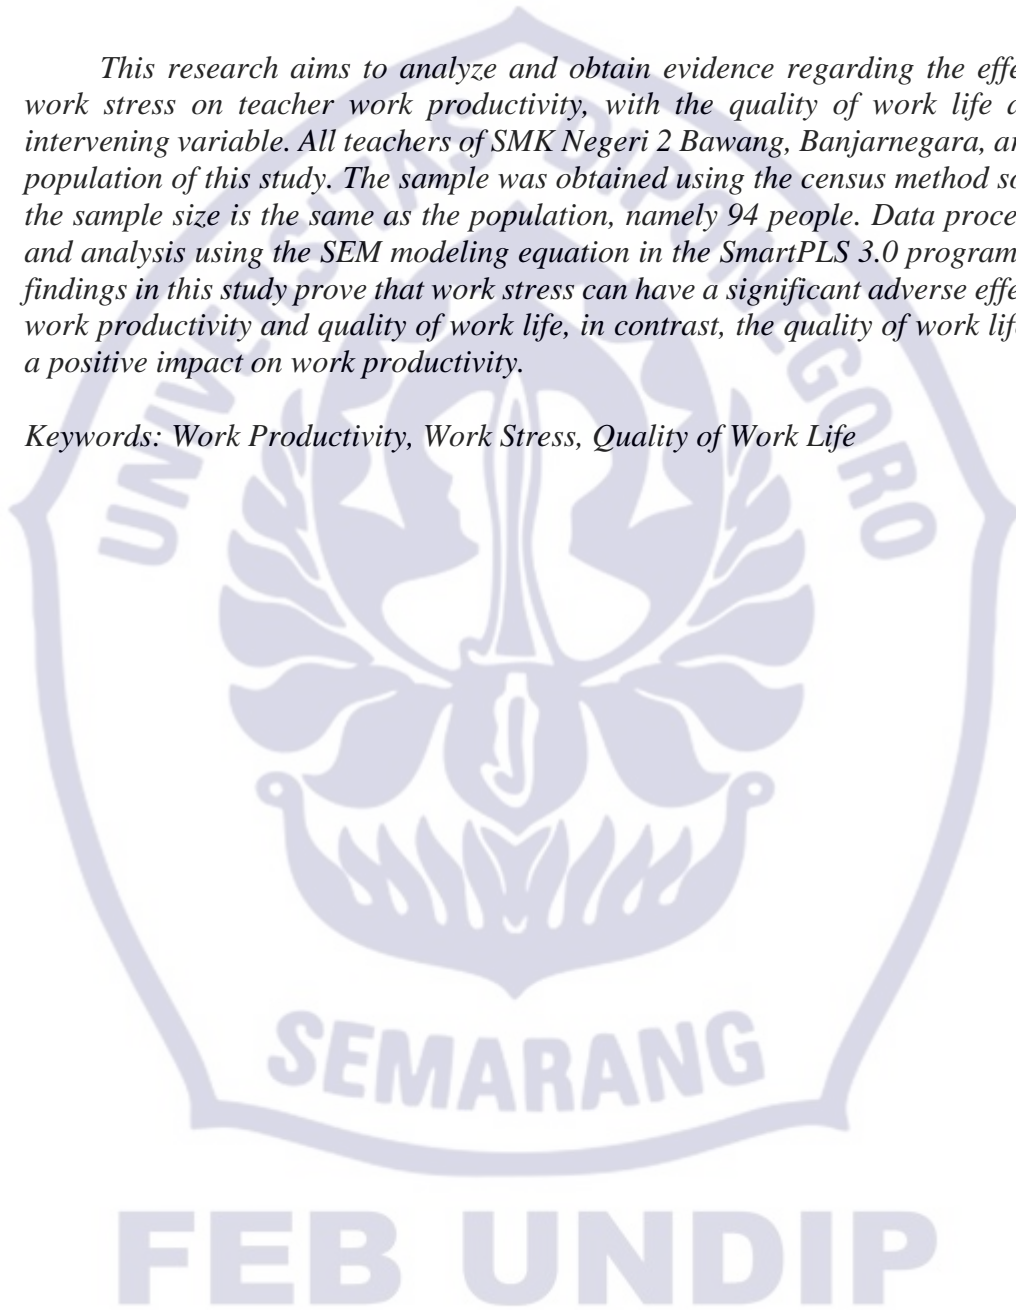 This research aims to analyze and obtain evidence regarding the effe
work stress on teacher work productivity, with the quality of work life a
intervening variable. All teachers of SMK Negeri 2 Bawang, Banjarnegara, ar
population of this study. The sample was obtained using the census method so
the sample size is the same as the population, namely 94 people. Data proce
and analysis using the SEM modeling equation in the SmartPLS 3.0 program
findings in this study prove that work stress can have a significant adverse effe
work productivity and quality of work life, in contrast, the quality of work life
a positive impact on work productivity.
Keywords: Work Productivity, Work Stress, Quality of Work Life
UNIVERSITAS DIPONEGORO
SEMARANG
FEB UNDIP